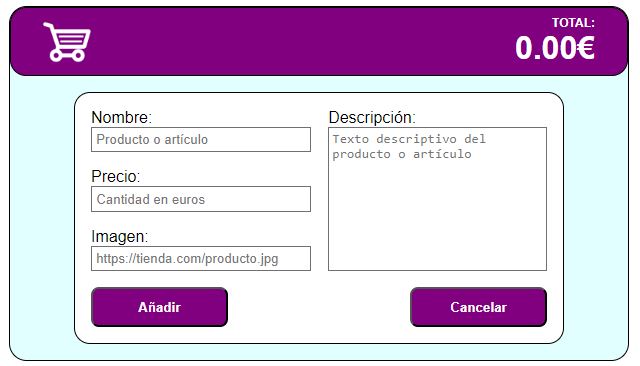 TOTAL:
0.00€
Nombre:
Producto o artículo
Precio:
Cantidad en euros
Imagen:
https://tienda.com/producto.jpg
Descripción:
Texto descriptivo del
producto o artículo
Añadir
Cancelar